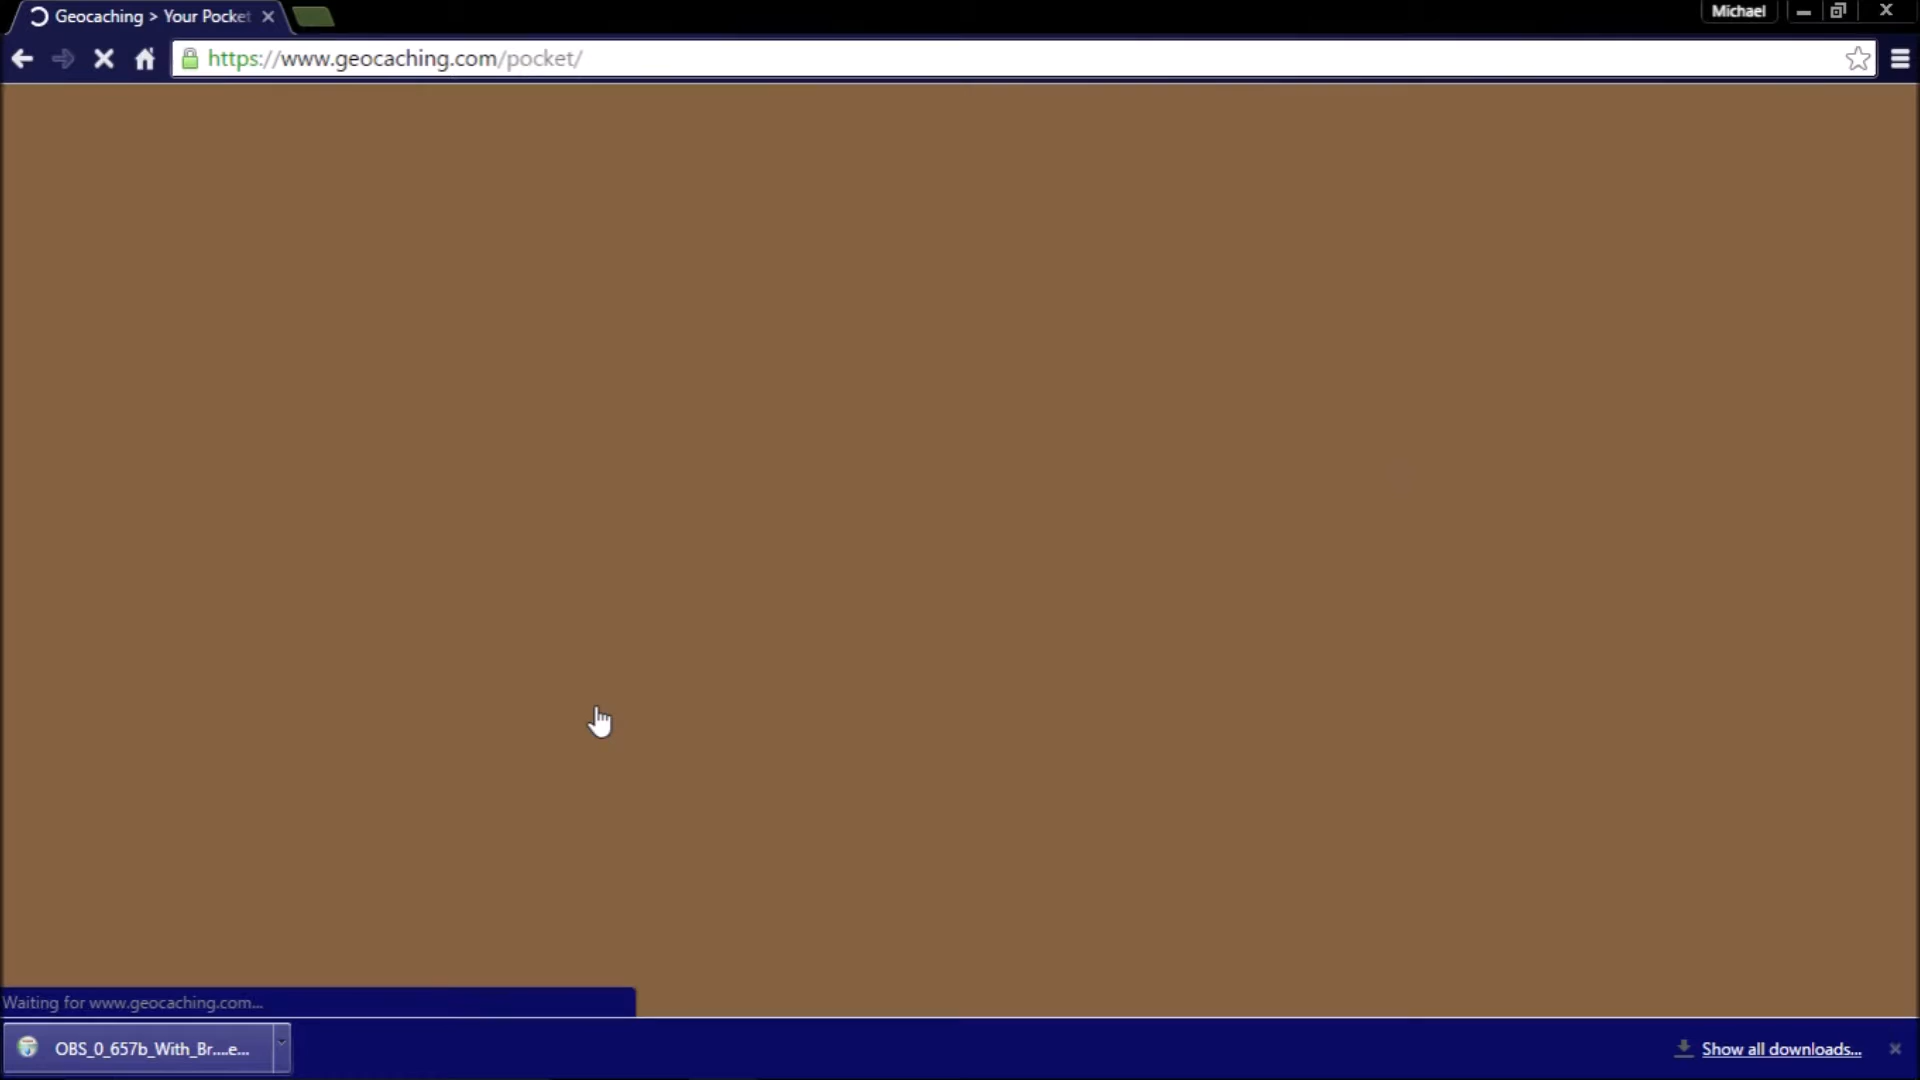 Geocaching > Your Pocket
Michael
https://www.geocaching.com/pocket/
Waiting for www.geocaching.com...
OBS_0_657b_With_Br....e...
Show all downloads...